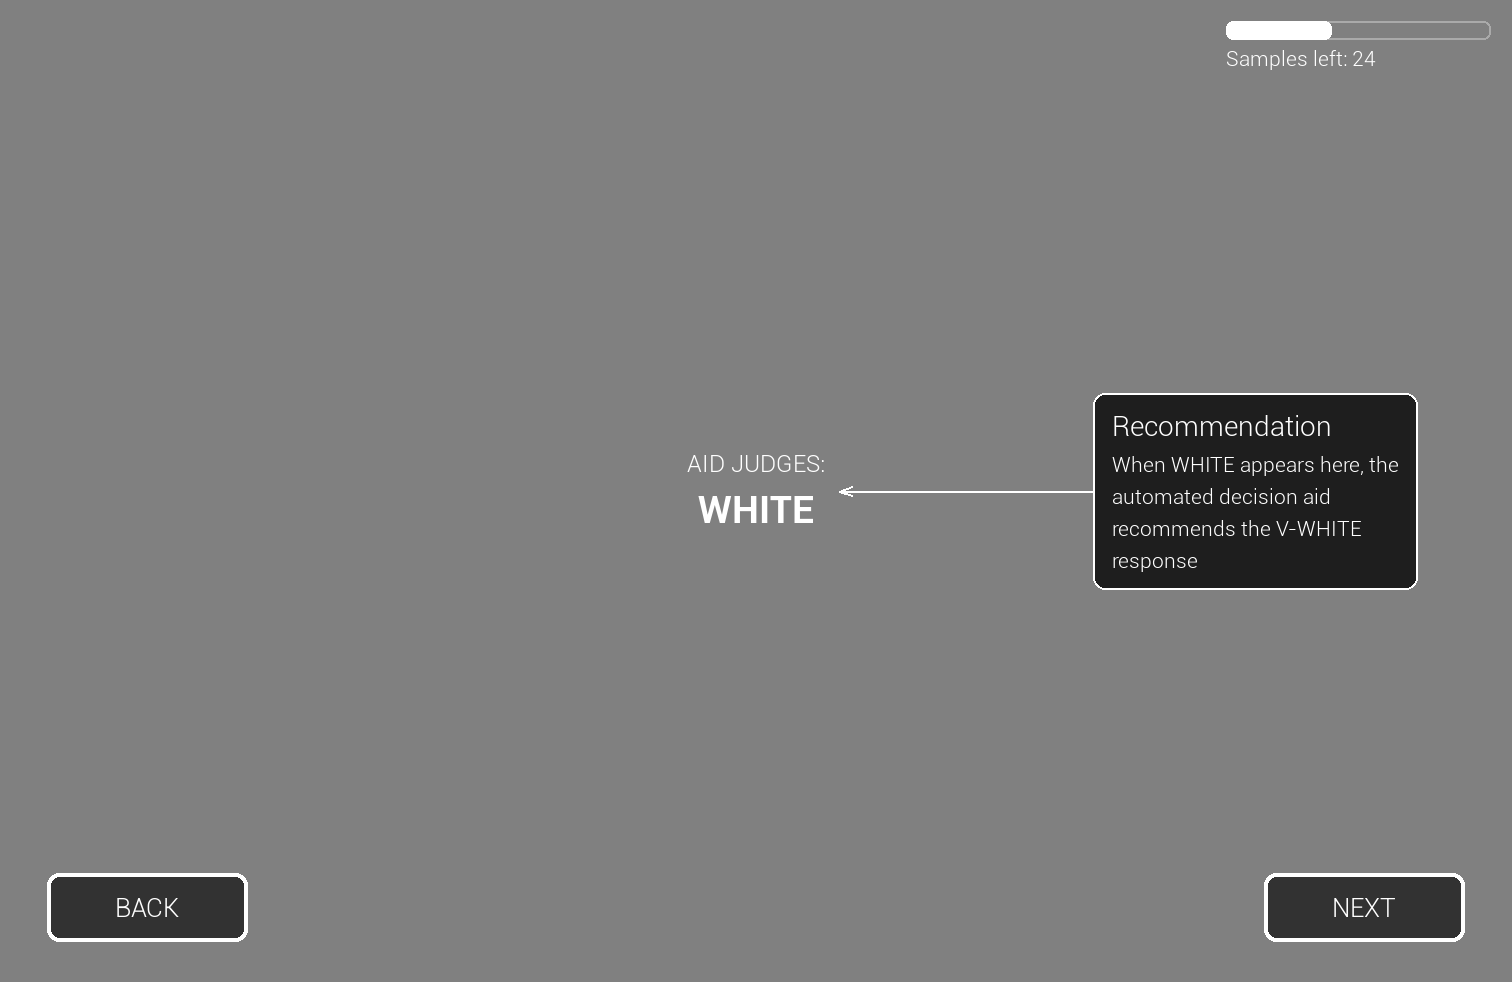 Samples left: 24
AID JUDGES:
WHITE
Recommendation
When WHITE appears here, the
automated decision aid
recommends the V-WHITE
response
BACK
NEXT